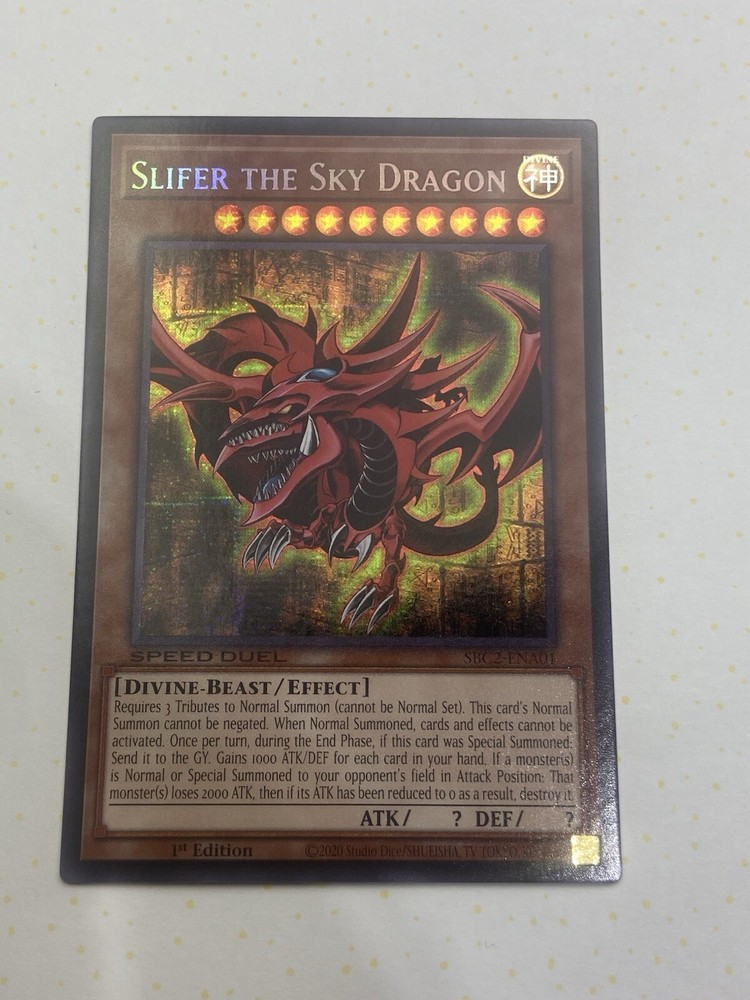 SLIFER THE SKY DRAGON
DIVINE
神
SPEED DUEL
SBC2-ENA01
[DIVINE-BEAST/EFFECT]
Requires 3 Tributes to Normal Summon (cannot be Normal Set). This card's Normal
Summon cannot be negated. When Normal Summoned, cards and effects cannot be
activated. Once per turn, during the End Phase, if this card was Special Summoned:
Send it to the GY. Gains 1000 ATK/DEF for each card in your hand. If a monster(s)
is Normal or Special Summoned to your opponent's field in Attack Position: That
monster(s) loses 2000 ATK, then if its ATK has been reduced to 0 as a result, destroy it.
ATK/ ? DEF/ ?
1st Edition
©2020 Studio Dice/SHUEISHA, TV TOKYO,